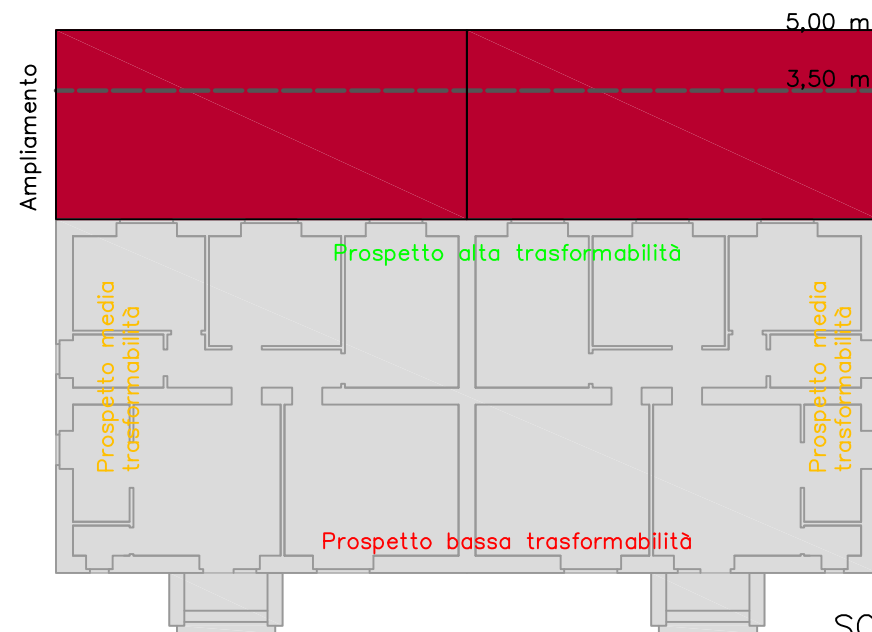 5,00 m
3,50 m
Ampliamento
Prospetto alta trasformabilità
Prospetto media
trasformabilità
Prospetto media
trasformabilità
Prospetto bassa trasformabilità